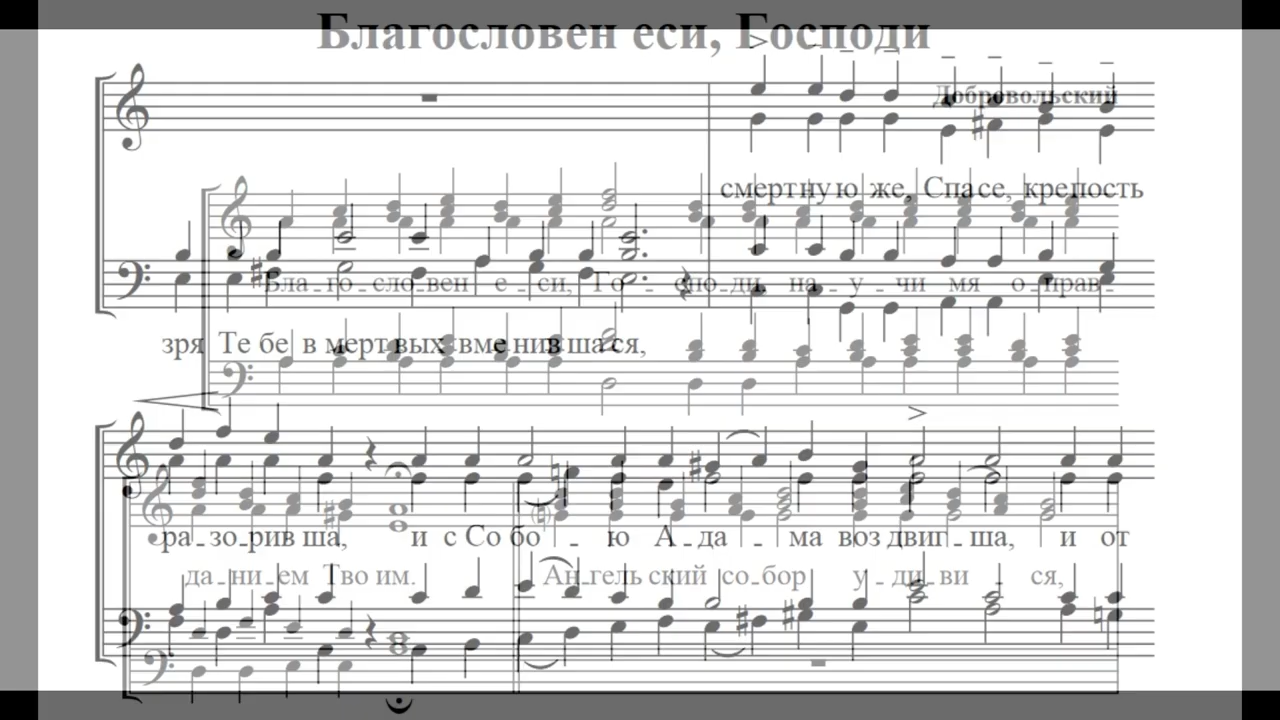 Благословен еси, Господи
Добровольский
смертную же, Спасе, крепость
Бла - го - сло - вен е - си, Го - спо - ди, на - у - чи мя о - прав -
зря Те бе в мерт вых вме нив ша ся,
ра - зо - рив ша, и с Со бо - ю А - да - ма воз двиг - ша, и от
да - ни - ем Тво им. Ан - гель ский со - бор у - ди - ви - ся,